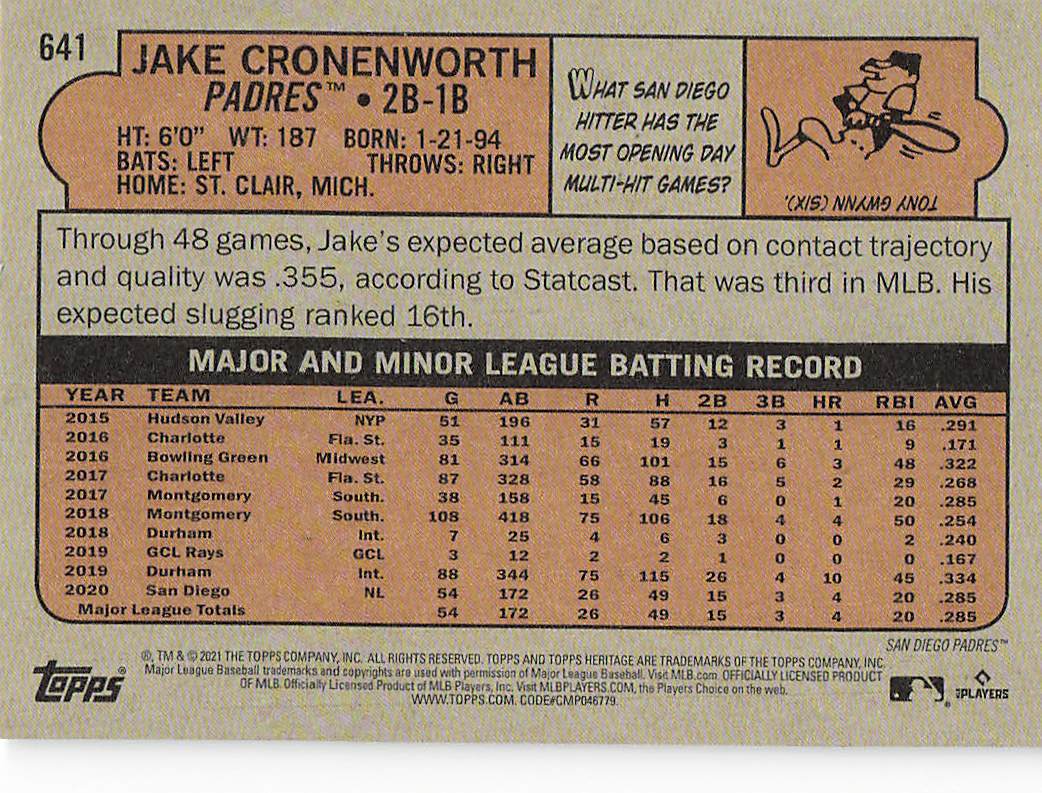 641
JAKE CRONENWORTH
PADRES™ • 2B-1B
HT: 6'0" WT: 187 BORN: 1-21-94
BATS: LEFT THROWS: RIGHT
HOME: ST. CLAIR, MICH.
WHAT SAN DIEGO
HITTER HAS THE
MOST OPENING DAY
MULTI-HIT GAMES?
TONY GWYNN (SIX).
Through 48 games, Jake's expected average based on contact trajectory
and quality was .355, according to Statcast. That was third in MLB. His
expected slugging ranked 16th.
MAJOR AND MINOR LEAGUE BATTING RECORD
YEAR TEAM LEA. G AB R H 2B 3B HR RBI AVG
2015 Hudson Valley NYP 51 196 31 57 12 3 1 16 .291
2016 Charlotte Fla. St. 35 111 15 19 3 1 1 9 .171
2016 Bowling Green Midwest 81 314 66 101 15 6 3 48 .322
2017 Charlotte Fla. St. 87 328 58 88 16 5 2 29 .268
2017 Montgomery South. 38 158 15 45 6 0 1 20 .285
2018 Montgomery South. 108 418 75 106 18 4 4 50 .254
2018 Durham Int. 7 25 4 6 3 0 0 2 .240
2019 GCL Rays GCL 3 12 2 2 1 0 0 0 .167
2019 Durham Int. 88 344 75 115 26 4 10 45 .334
2020 San Diego NL 54 172 26 49 15 3 4 20 .285
Major League Totals 54 172 26 49 15 3 4 20 .285
SAN DIEGO PADRES™
®, TM & © 2021 THE TOPPS COMPANY, INC. ALL RIGHTS RESERVED. TOPPS AND TOPPS HERITAGE ARE TRADEMARKS OF THE TOPPS COMPANY, INC.
Major League Baseball trademarks and copyrights are used with permission of Major League Baseball. Visit MLB.com. OFFICIALLY LICENSED PRODUCT
OF MLB. Officially Licensed Product of MLB Players, Inc. Visit MLBPLAYERS.COM, the Players Choice on the web.
WWW.TOPPS.COM. CODE#CMP046779.
topps®
MLBPLAYERS